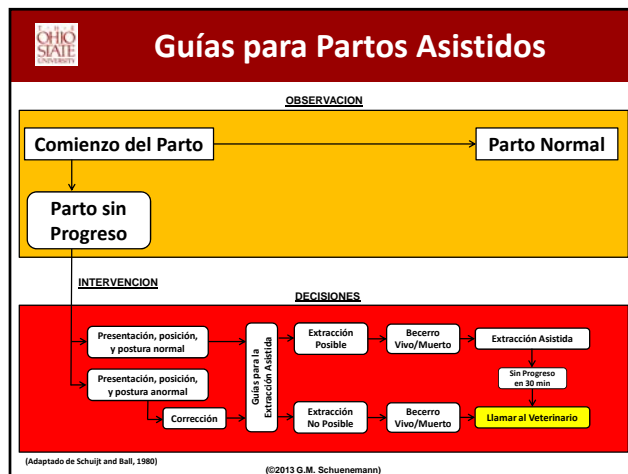 T · H · E
OHIO
STATE
UNIVERSITY
Guías para Partos Asistidos
OBSERVACION
Comienzo del Parto
Parto Normal
Parto sin
Progreso
INTERVENCION
DECISIONES
Presentación, posición,
y postura normal
Presentación, posición,
y postura anormal
Corrección
Guías para la
Extracción Asistida
Extracción
Posible
Becerro
Vivo/Muerto
Extracción Asistida
Sin Progreso
en 30 min
Extracción
No Posible
Becerro
Vivo/Muerto
Llamar al Veterinario
(Adaptado de Schuijt and Ball, 1980)
(©2013 G.M. Schuenemann)